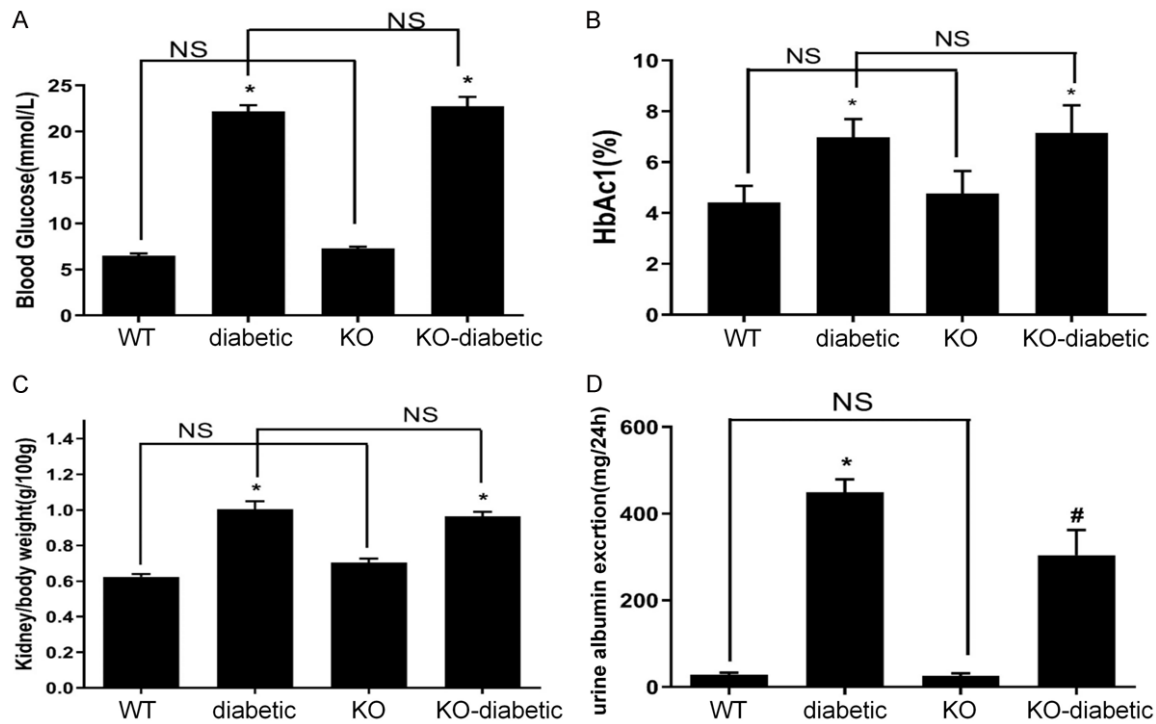 A
NS
NS
Blood Glucose(mmol/L)
25
20
15
10
5
0
*
*
WT diabetic KO KO-diabetic
B
NS
NS
HbAc1(%)
10
8
6
4
2
0
*
*
WT diabetic KO KO-diabetic
C
NS
NS
Kidney/body weight(g/100g)
1.4
1.2
1.0
0.8
0.6
0.4
0.2
0.0
*
*
WT diabetic KO KO-diabetic
D
NS
urine albumin excrtion(mg/24h)
600
400
200
0
*
#
WT diabetic KO KO-diabetic